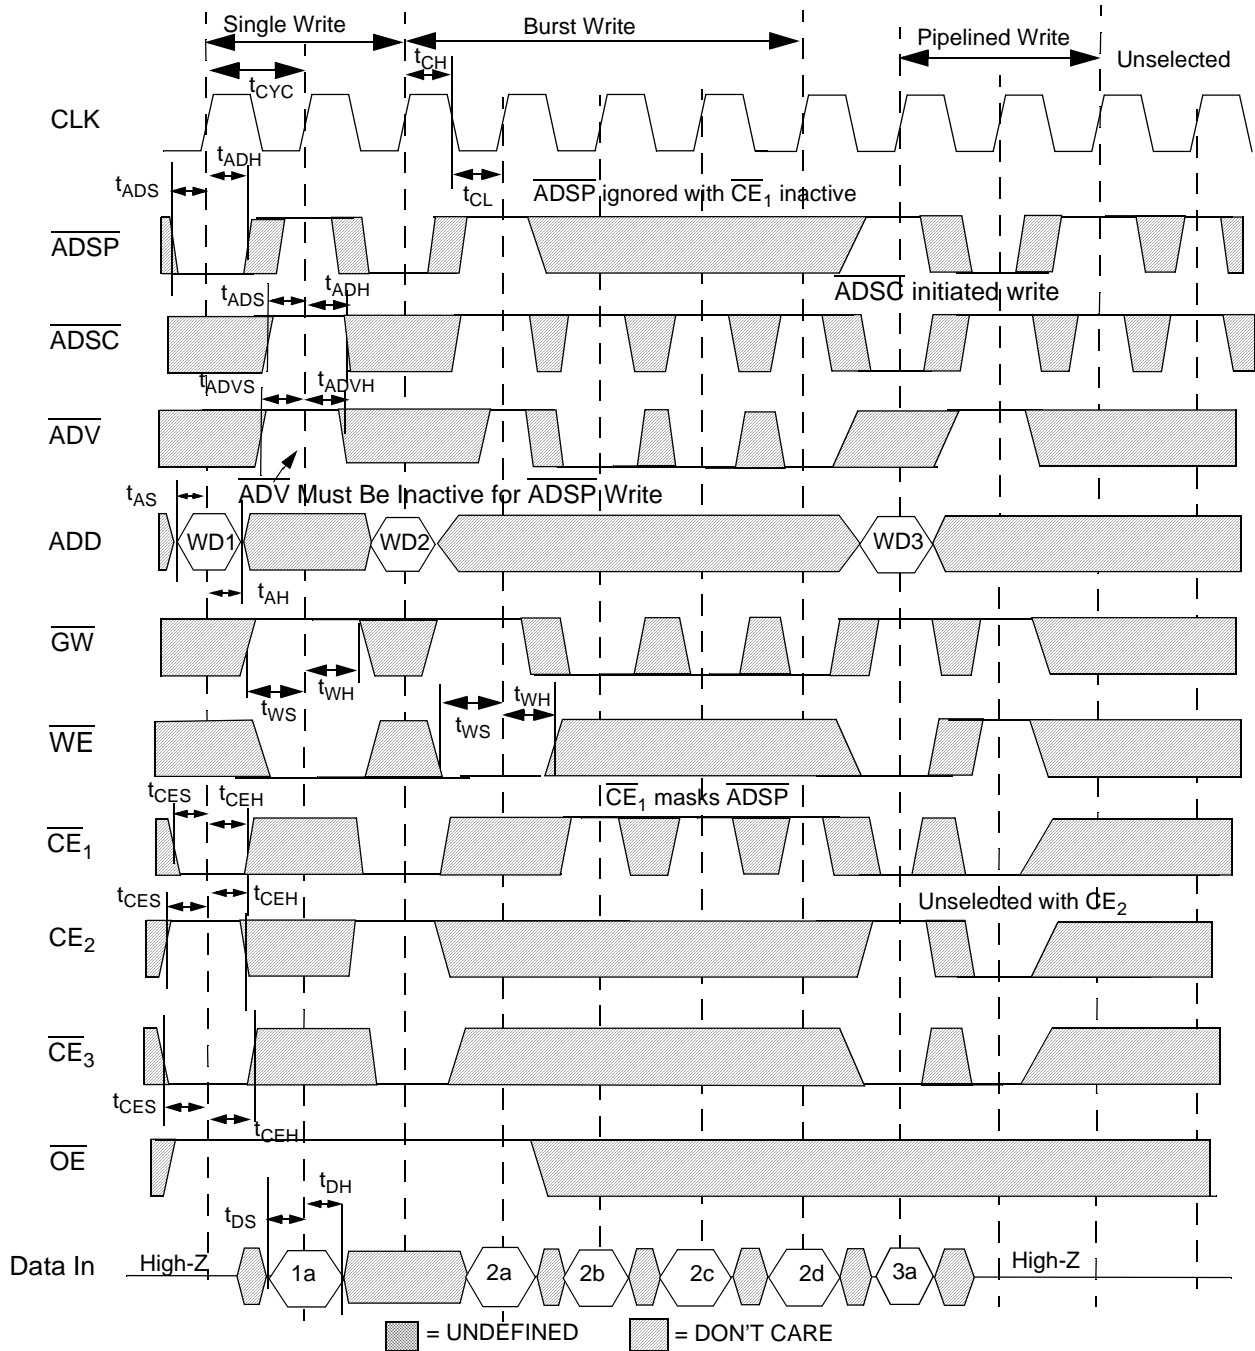 Single Write
Burst Write
Pipelined Write
Unselected
tCH
tCYC
CLK
tADH
tADS
tCL
ADSP ignored with CE1 inactive
ADSP
tADS
tADH
ADSC initiated write
ADSC
tADVS
tADVH
ADV
tAS
ADV Must Be Inactive for ADSP Write
ADD
WD1
WD2
WD3
tAH
GW
tWS
tWH
tWS
tWH
WE
tCES
tCEH
CE1 masks ADSP
CE1
tCES
tCEH
Unselected with CE2
CE2
CE3
tCES
tCEH
OE
tDH
tDS
Data In
High-Z
1a
2a
2b
2c
2d
3a
High-Z
= UNDEFINED
= DON'T CARE